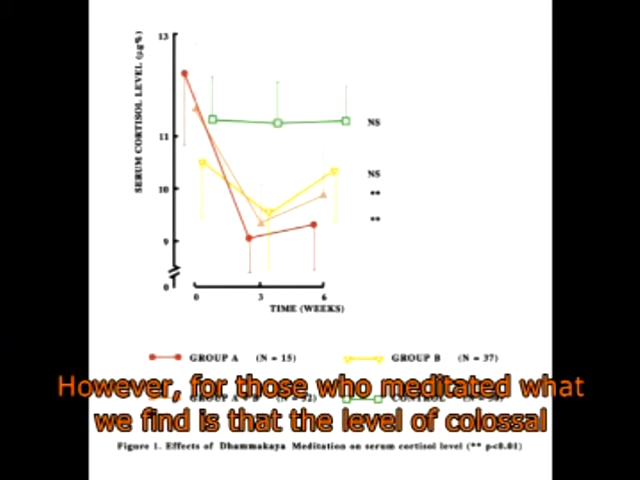 13
11
10
9
0
SERUM CORTISOL LEVEL (µg%)
NS
NS
**
**
0 3 6
TIME (WEEKS)
GROUP A (N = 15) GROUP B (N = 37)
However, for those who meditated what
we find is that the level of colossal
Figure 1. Effects of Dhammakaya Meditation on serum cortisol level (** p<0.01)